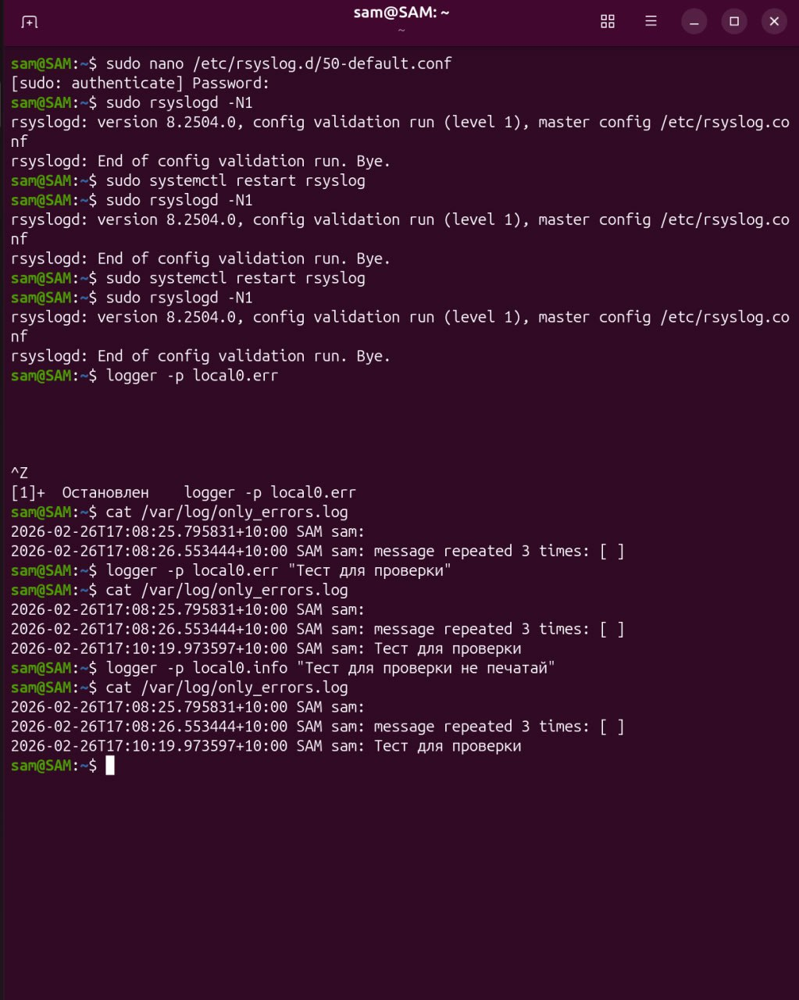 sam@SAM: ~
~
sam@SAM:~$ sudo nano /etc/rsyslog.d/50-default.conf
[sudo: authenticate] Password:
sam@SAM:~$ sudo rsyslogd -N1
rsyslogd: version 8.2504.0, config validation run (level 1), master config /etc/rsyslog.co
nf
rsyslogd: End of config validation run. Bye.
sam@SAM:~$ sudo systemctl restart rsyslog
sam@SAM:~$ sudo rsyslogd -N1
rsyslogd: version 8.2504.0, config validation run (level 1), master config /etc/rsyslog.co
nf
rsyslogd: End of config validation run. Bye.
sam@SAM:~$ sudo systemctl restart rsyslog
sam@SAM:~$ sudo rsyslogd -N1
rsyslogd: version 8.2504.0, config validation run (level 1), master config /etc/rsyslog.co
nf
rsyslogd: End of config validation run. Bye.
sam@SAM:~$ logger -p local0.err
^Z
[1]+  Остановлен    logger -p local0.err
sam@SAM:~$ cat /var/log/only_errors.log
2026-02-26T17:08:25.795831+10:00 SAM sam:
2026-02-26T17:08:26.553444+10:00 SAM sam: message repeated 3 times: [ ]
sam@SAM:~$ logger -p local0.err "Тест для проверки"
sam@SAM:~$ cat /var/log/only_errors.log
2026-02-26T17:08:25.795831+10:00 SAM sam:
2026-02-26T17:08:26.553444+10:00 SAM sam: message repeated 3 times: [ ]
2026-02-26T17:10:19.973597+10:00 SAM sam: Тест для проверки
sam@SAM:~$ logger -p local0.info "Тест для проверки не печатай"
sam@SAM:~$ cat /var/log/only_errors.log
2026-02-26T17:08:25.795831+10:00 SAM sam:
2026-02-26T17:08:26.553444+10:00 SAM sam: message repeated 3 times: [ ]
2026-02-26T17:10:19.973597+10:00 SAM sam: Тест для проверки
sam@SAM:~$